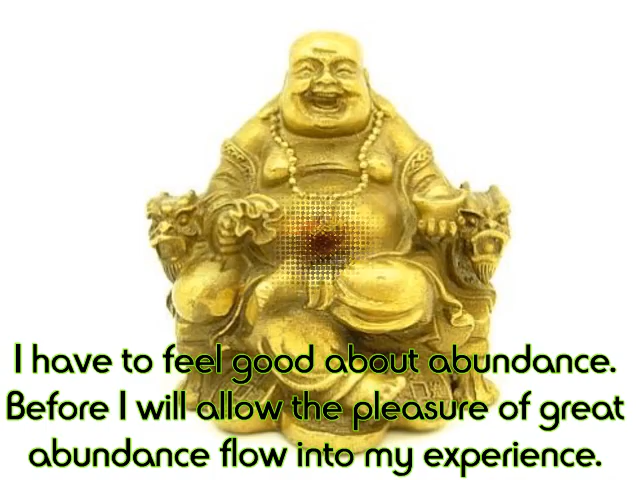 I have to feel good about abundance.
Before I will allow the pleasure of great
abundance flow into my experience.